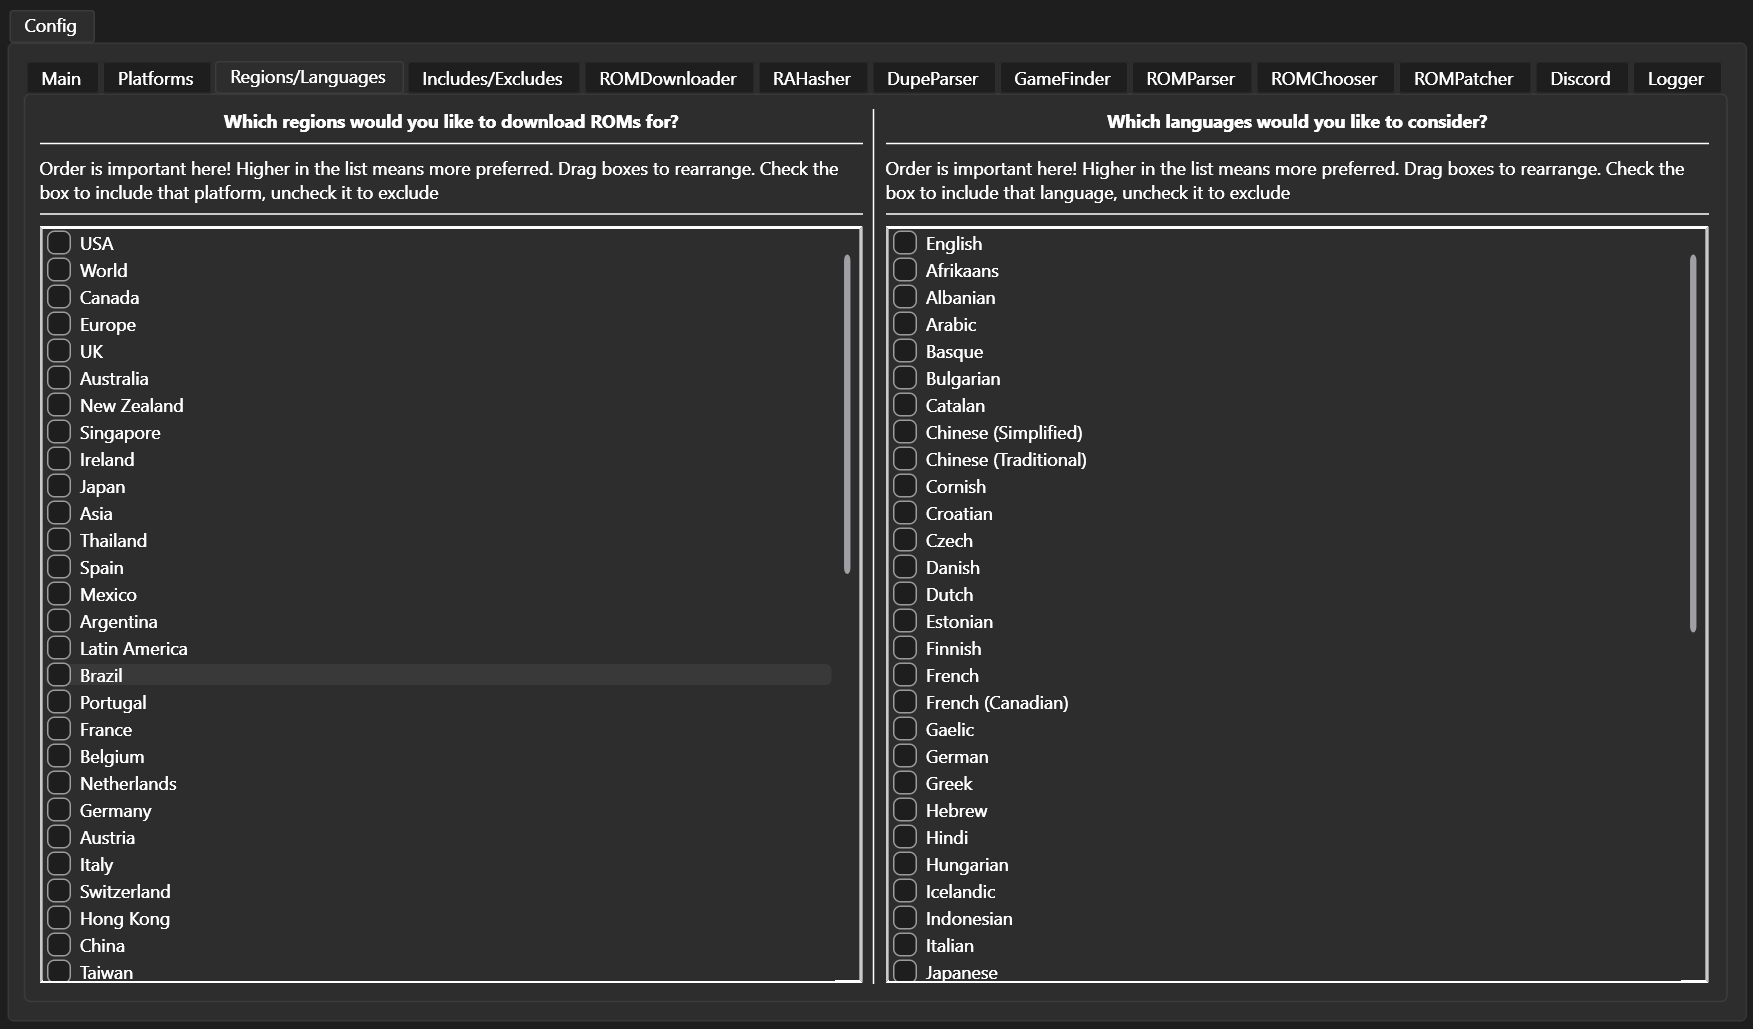 Config
Main Platforms Regions/Languages Includes/Excludes ROMDownloader RAHasher DupeParser GameFinder ROMParser ROMChooser ROMPatcher Discord Logger
Which regions would you like to download ROMs for?
Order is important here! Higher in the list means more preferred. Drag boxes to rearrange. Check the
box to include that platform, uncheck it to exclude
USA
World
Canada
Europe
UK
Australia
New Zealand
Singapore
Ireland
Japan
Asia
Thailand
Spain
Mexico
Argentina
Latin America
Brazil
Portugal
France
Belgium
Netherlands
Germany
Austria
Italy
Switzerland
Hong Kong
China
Taiwan
Which languages would you like to consider?
Order is important here! Higher in the list means more preferred. Drag boxes to rearrange. Check the
box to include that language, uncheck it to exclude
English
Afrikaans
Albanian
Arabic
Basque
Bulgarian
Catalan
Chinese (Simplified)
Chinese (Traditional)
Cornish
Croatian
Czech
Danish
Dutch
Estonian
Finnish
French
French (Canadian)
Gaelic
German
Greek
Hebrew
Hindi
Hungarian
Icelandic
Indonesian
Italian
Japanese